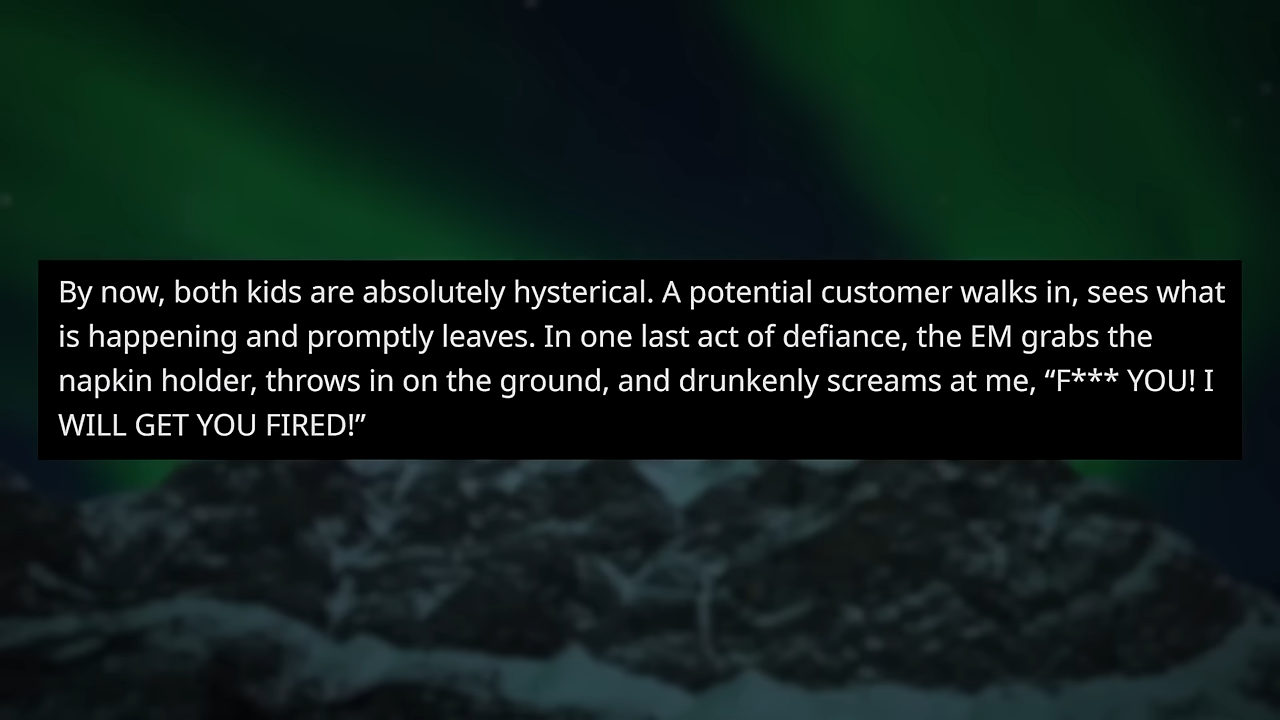 By now, both kids are absolutely hysterical. A potential customer walks in, sees what
is happening and promptly leaves. In one last act of defiance, the EM grabs the
napkin holder, throws in on the ground, and drunkenly screams at me, “F*** YOU! I
WILL GET YOU FIRED!”